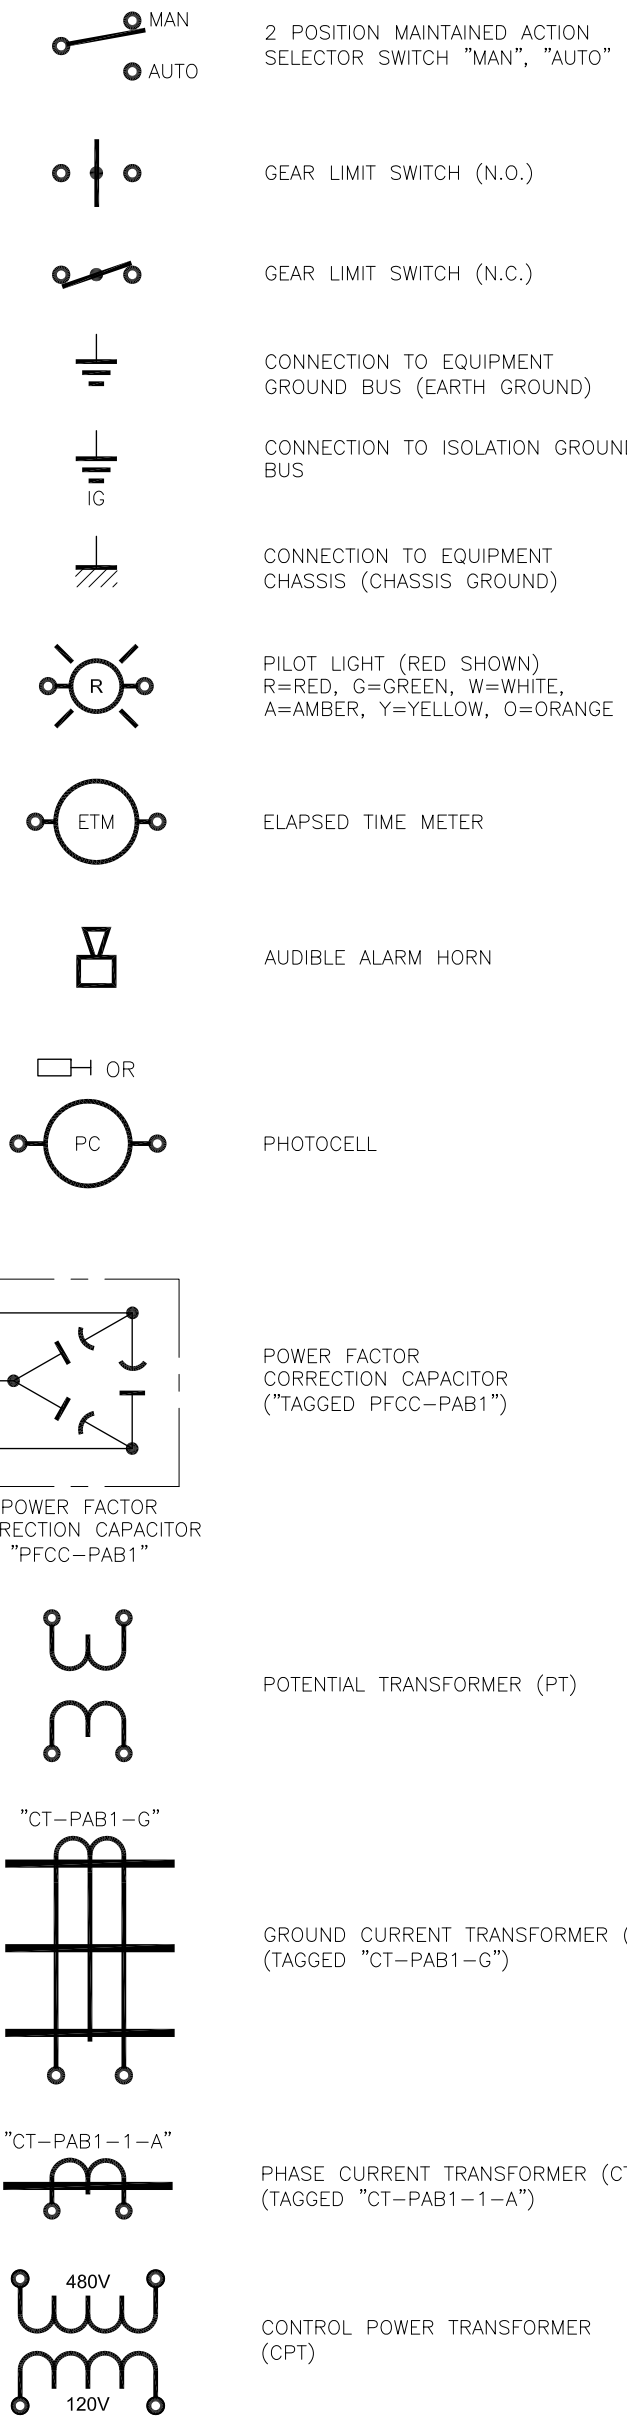 MAN
AUTO
2 POSITION MAINTAINED ACTION
SELECTOR SWITCH "MAN", "AUTO"
GEAR LIMIT SWITCH (N.O.)
GEAR LIMIT SWITCH (N.C.)
CONNECTION TO EQUIPMENT
GROUND BUS (EARTH GROUND)
IG
CONNECTION TO ISOLATION GROUND
BUS
CONNECTION TO EQUIPMENT
CHASSIS (CHASSIS GROUND)
R
PILOT LIGHT (RED SHOWN)
R=RED, G=GREEN, W=WHITE,
A=AMBER, Y=YELLOW, O=ORANGE
ETM
ELAPSED TIME METER
AUDIBLE ALARM HORN
OR
PC
PHOTOCELL
POWER FACTOR
CORRECTION CAPACITOR
("TAGGED PFCC-PAB1")
POWER FACTOR
RECTION CAPACITOR
"PFCC-PAB1"
POTENTIAL TRANSFORMER (PT)
"CT-PAB1-G"
GROUND CURRENT TRANSFORMER (
(TAGGED "CT-PAB1-G")
"CT-PAB1-1-A"
PHASE CURRENT TRANSFORMER (CT
(TAGGED "CT-PAB1-1-A")
480V
120V
CONTROL POWER TRANSFORMER
(CPT)